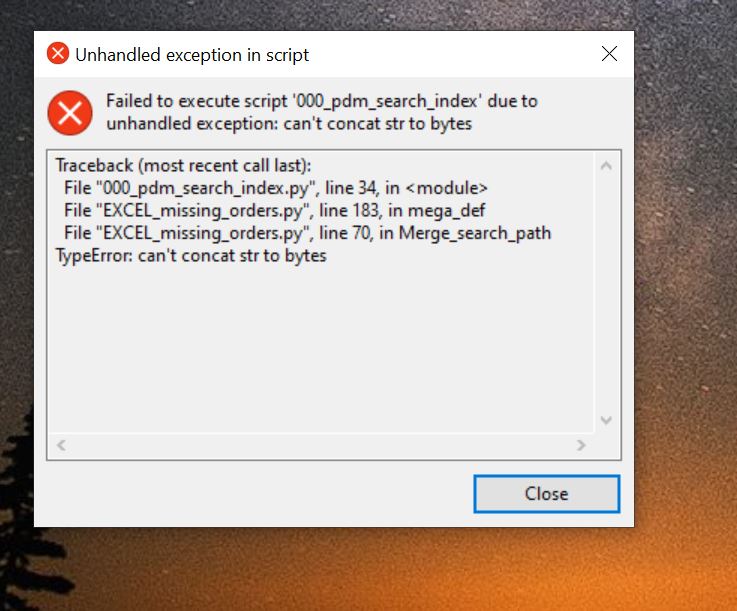 Unhandled exception in script
Failed to execute script '000_pdm_search_index' due to
unhandled exception: can't concat str to bytes
Traceback (most recent call last):
File "000_pdm_search_index.py", line 34, in <module>
File "EXCEL_missing_orders.py", line 183, in mega_def
File "EXCEL_missing_orders.py", line 70, in Merge_search_path
TypeError: can't concat str to bytes
Close